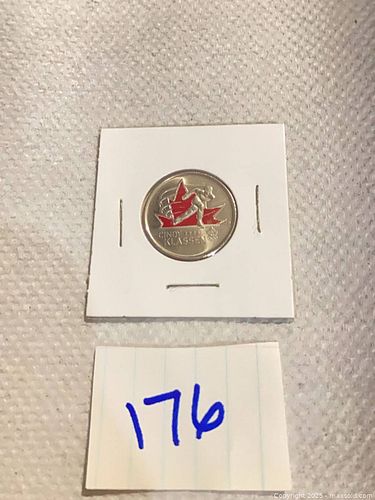 CINDY
KLASSEN
176
Copyright 2025 - maxsold.com